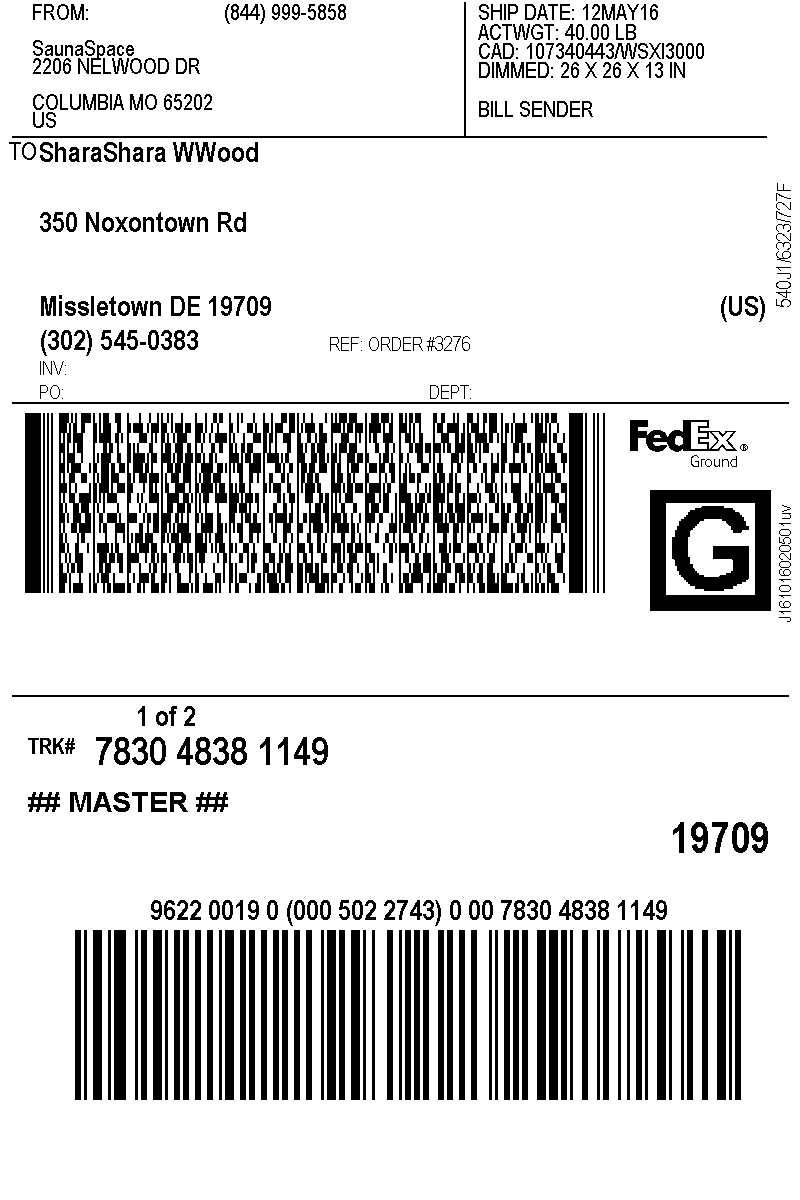 FROM: (844) 999-5858
SaunaSpace
2206 NELWOOD DR
COLUMBIA MO 65202
US
SHIP DATE: 12MAY16
ACTWGT: 40.00 LB
CAD: 107340443/WSXI3000
DIMMED: 26 X 26 X 13 IN
BILL SENDER
TO SharaShara WWood
350 Noxontown Rd
Missletown DE 19709 (US)
(302) 545-0383 REF: ORDER #3276
INV:
PO: DEPT:
540J1/6323/727F
FedEx®
Ground
G
J161016020501uv
1 of 2
TRK# 7830 4838 1149
## MASTER ##
19709
9622 0019 0 (000 502 2743) 0 00 7830 4838 1149